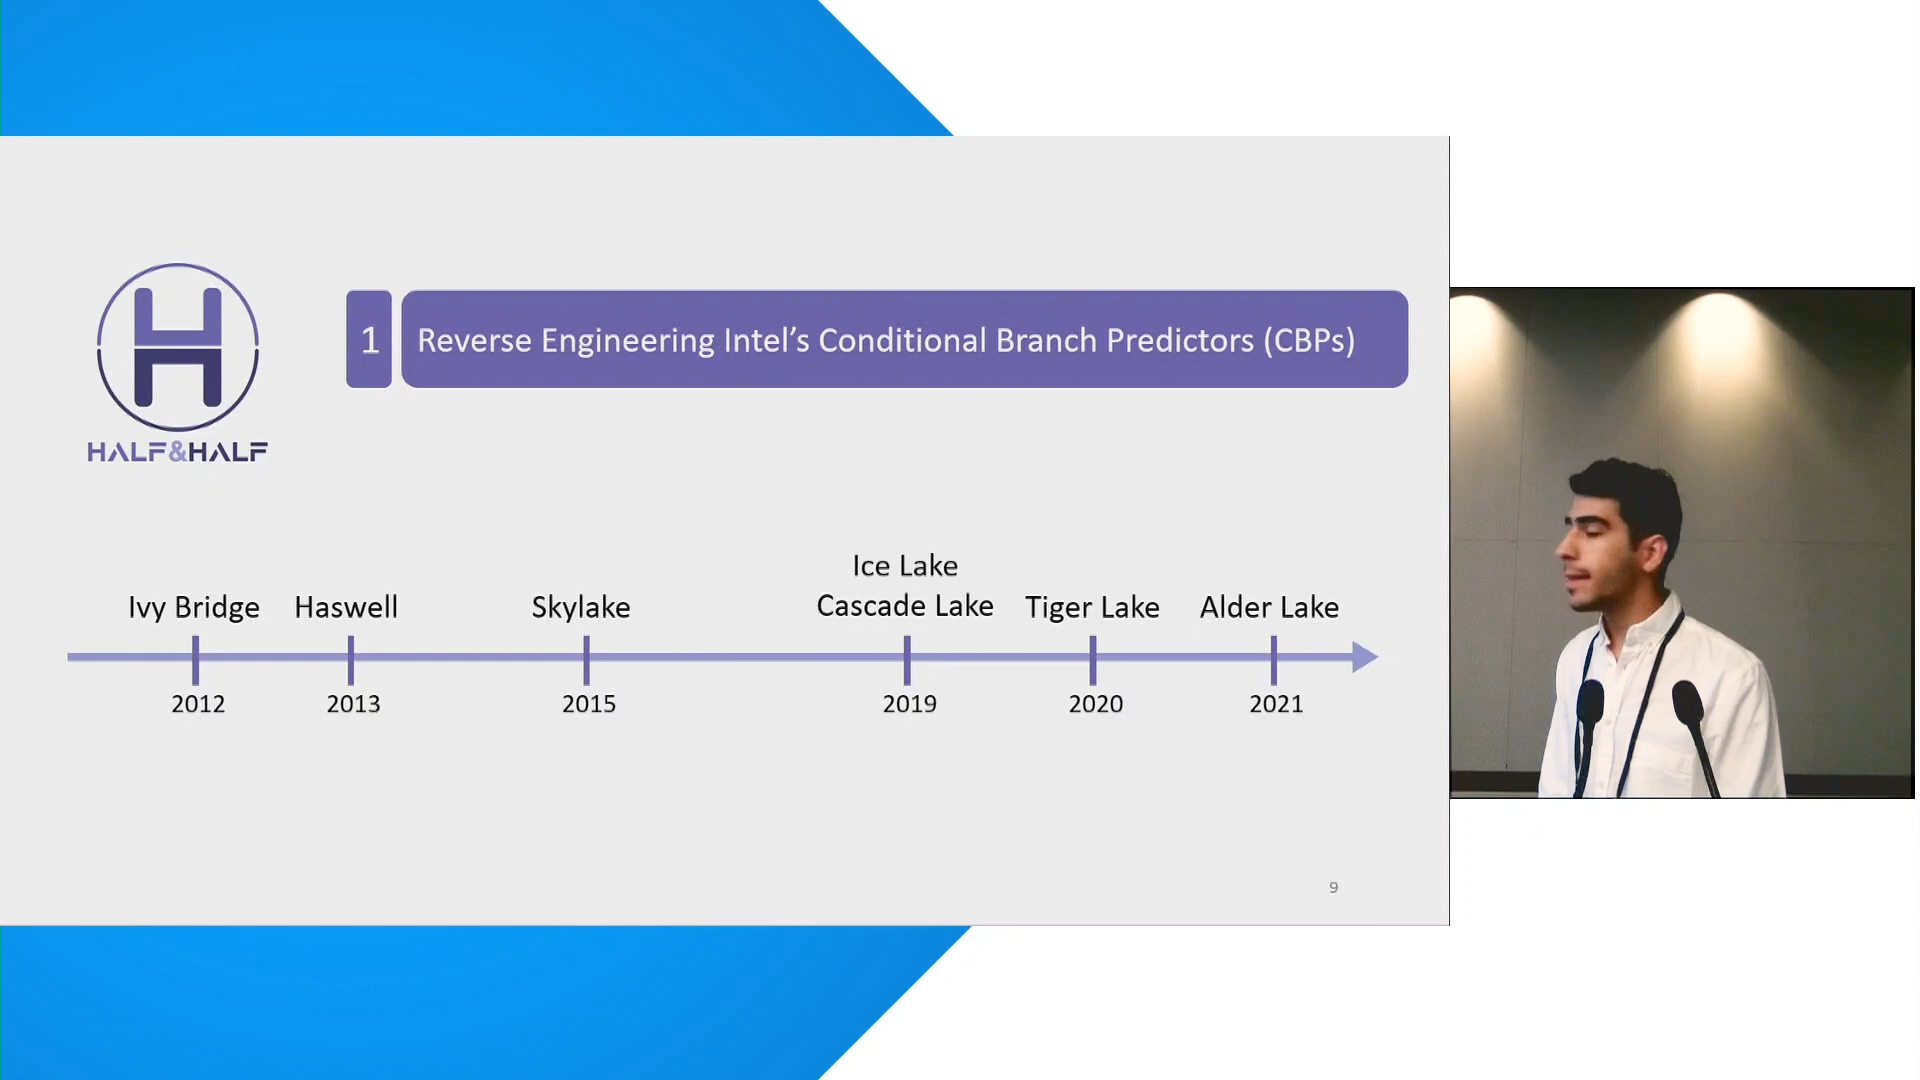 HALF&HALF
1
Reverse Engineering Intel’s Conditional Branch Predictors (CBPs)
Ivy Bridge
Haswell
Skylake
Ice Lake
Cascade Lake
Tiger Lake
Alder Lake
2012
2013
2015
2019
2020
2021
9